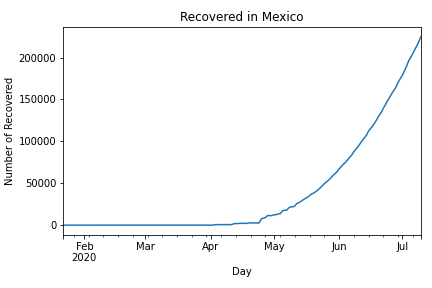 Recovered in Mexico
Number of Recovered
200000
150000
100000
50000
0
Feb Mar Apr May Jun Jul
2020
Day